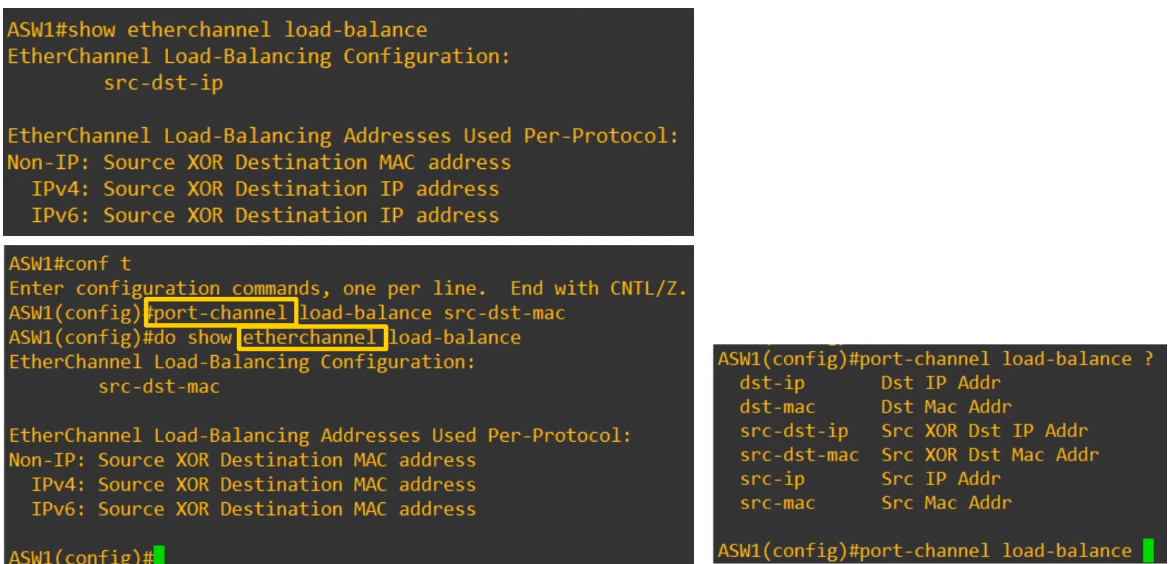 ASW1#show etherchannel load-balance
EtherChannel Load-Balancing Configuration:
        src-dst-ip

EtherChannel Load-Balancing Addresses Used Per-Protocol:
Non-IP: Source XOR Destination MAC address
  IPv4: Source XOR Destination IP address
  IPv6: Source XOR Destination IP address
ASW1#conf t
Enter configuration commands, one per line.  End with CNTL/Z.
ASW1(config)#port-channel load-balance src-dst-mac
ASW1(config)#do show etherchannel load-balance
EtherChannel Load-Balancing Configuration:
        src-dst-mac

EtherChannel Load-Balancing Addresses Used Per-Protocol:
Non-IP: Source XOR Destination MAC address
  IPv4: Source XOR Destination MAC address
  IPv6: Source XOR Destination MAC address

ASW1(config)#
ASW1(config)#port-channel load-balance ?
  dst-ip       Dst IP Addr
  dst-mac      Dst Mac Addr
  src-dst-ip   Src XOR Dst IP Addr
  src-dst-mac  Src XOR Dst Mac Addr
  src-ip       Src IP Addr
  src-mac      Src Mac Addr

ASW1(config)#port-channel load-balance